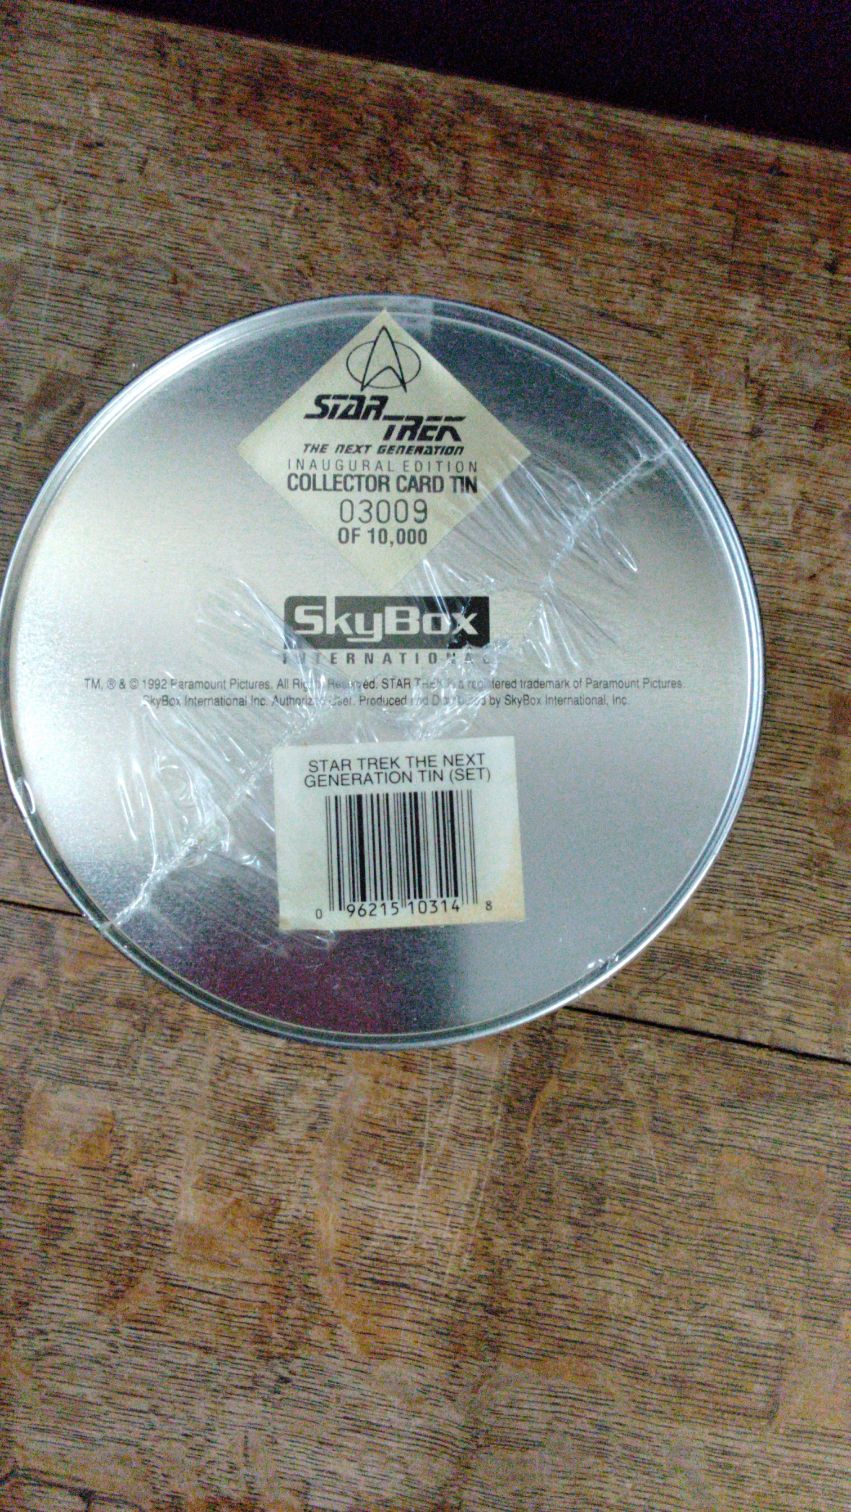 STAR TREK
THE NEXT GENERATION
INAUGURAL EDITION
COLLECTOR CARD TIN
03009
OF 10,000
SkyBox
INTERNATIONAL
TM, ® & © 1992 Paramount Pictures. All Rights Reserved. STAR TREK is a registered trademark of Paramount Pictures.
SkyBox International Inc. Authorized User. Produced and Distributed by SkyBox International, Inc.
STAR TREK THE NEXT
GENERATION TIN (SET)
0 96215 10314 8